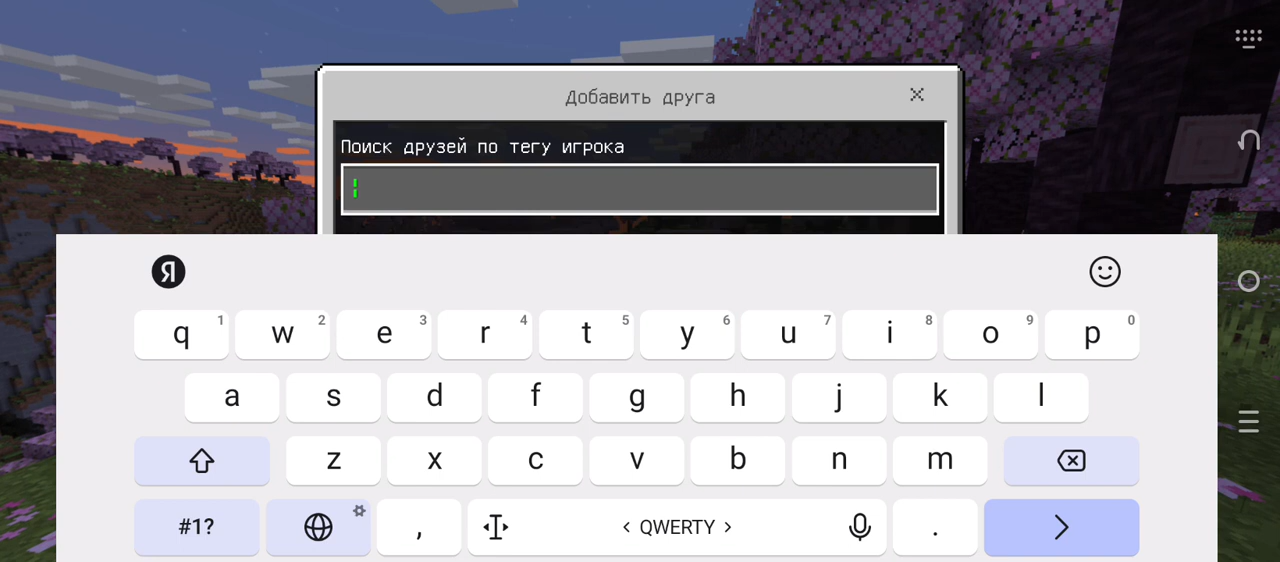 Добавить друга
Поиск друзей по тегу игрока
Я
q 1 w 2 e 3 r 4 t 5 y 6 u 7 i 8 o 9 p 0
a s d f g h j k l
z x c v b n m
#1? , < QWERTY > .